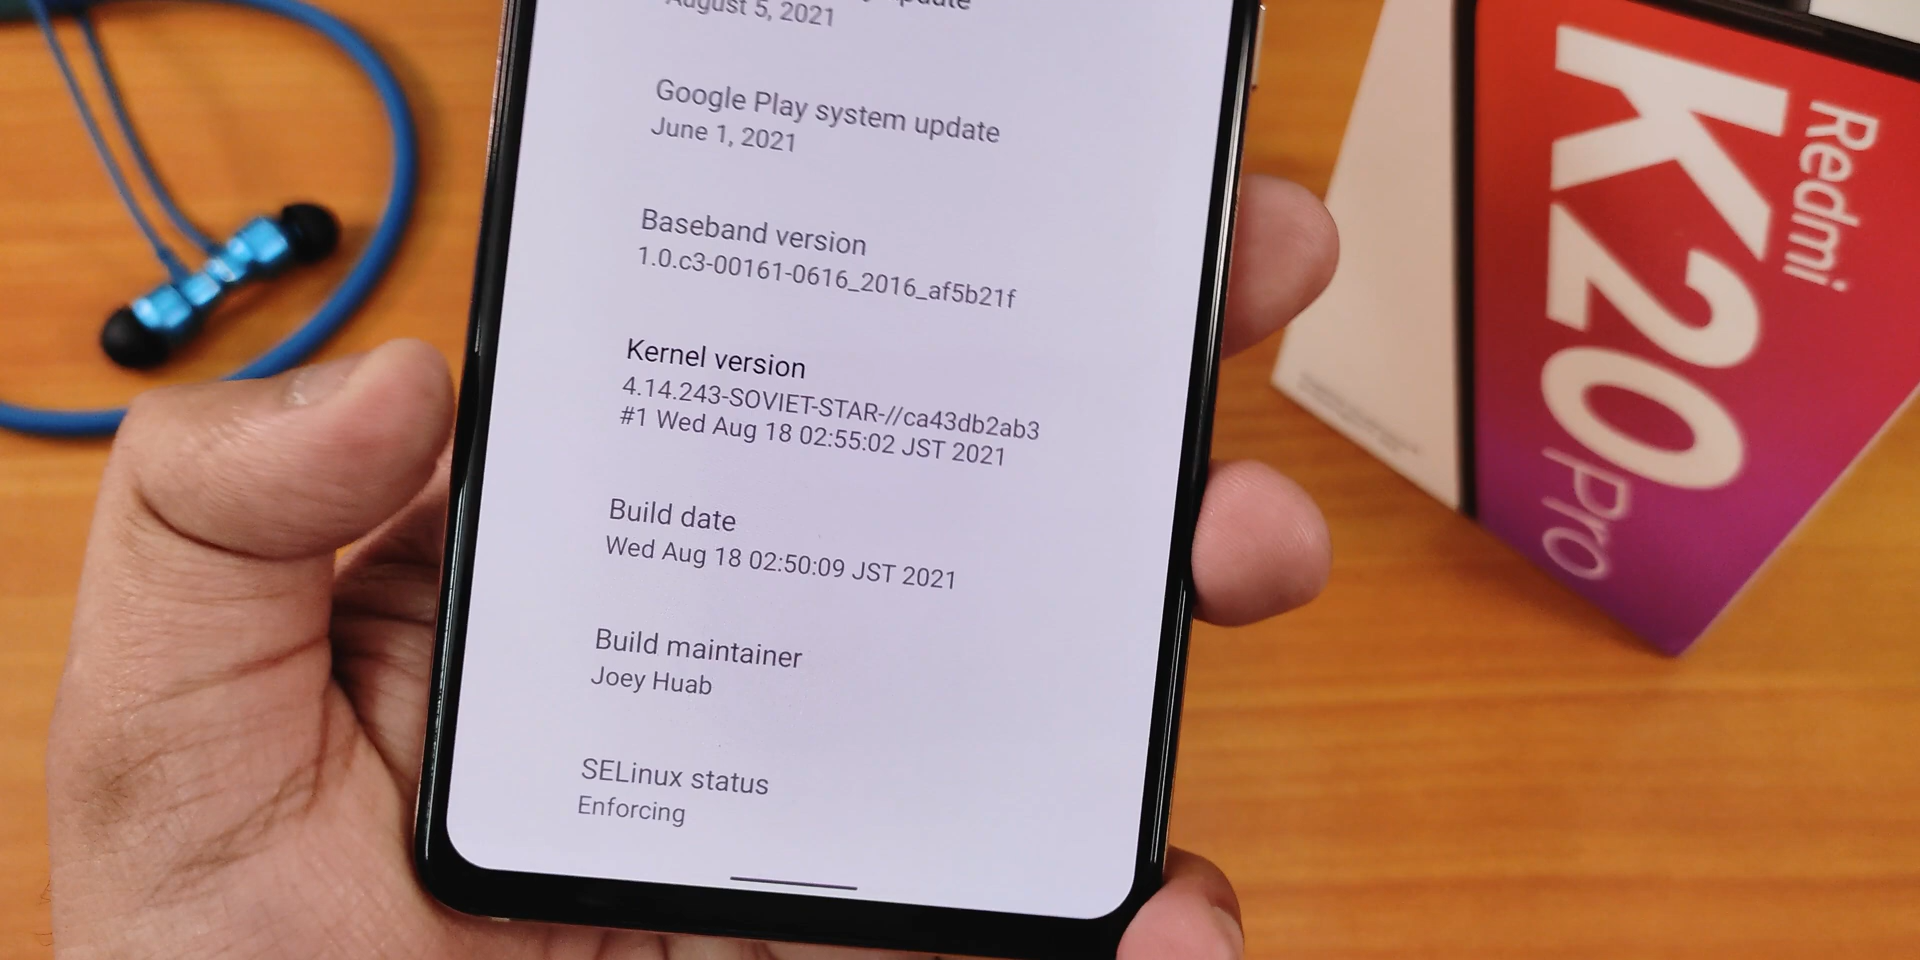 update
August 5, 2021
Google Play system update
June 1, 2021
Baseband version
1.0.c3-00161-0616_2016_af5b21f
Kernel version
4.14.243-SOVIET-STAR-//ca43db2ab3
#1 Wed Aug 18 02:55:02 JST 2021
Build date
Wed Aug 18 02:50:09 JST 2021
Build maintainer
Joey Huab
SELinux status
Enforcing
Redmi
K20 Pro